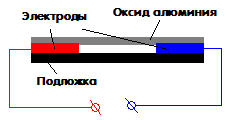 Оксид алюминия
Электроды
Подложка